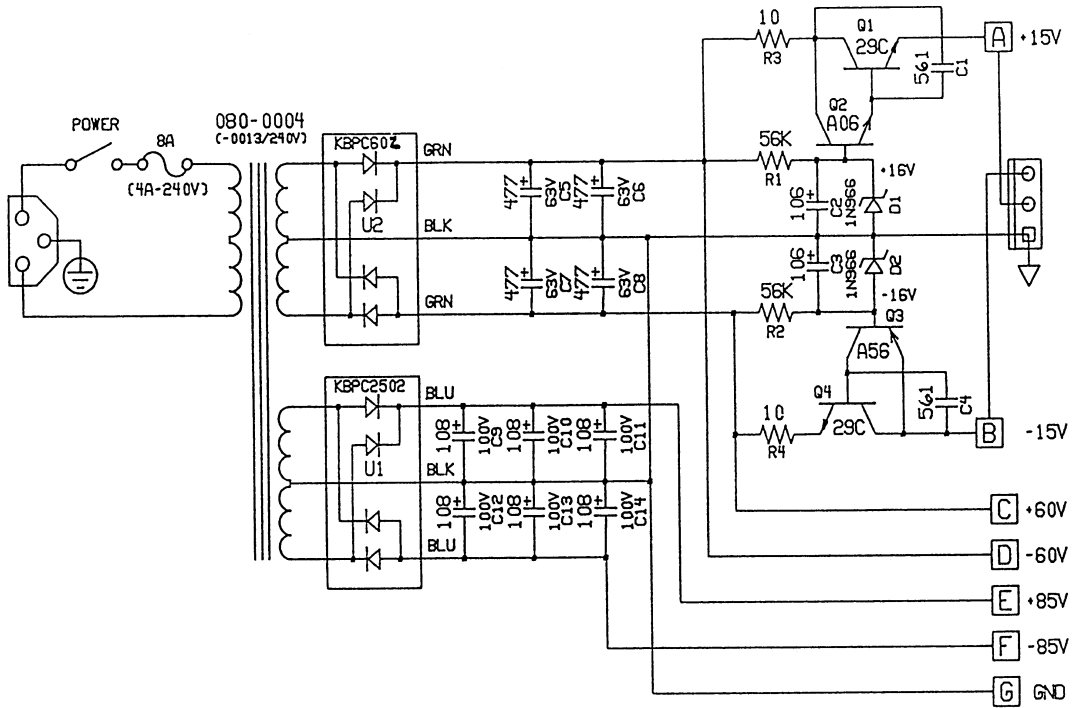 POWER
8A
(4A-240V)
080-0004
(-0013/240V)
KBPC602
U2
GRN
BLK
GRN
477
+
63V
C5
477
+
63V
C6
477
+
63V
C7
477
+
63V
C8
10
R3
Q1
29C
561
C1
A
+15V
Q2
A06
56K
R1
+16V
106
+
C2
1N966
D1
106
+
C3
1N966
D2
-16V
56K
R2
Q3
A56
Q4
29C
10
R4
561
C4
B
-15V
KBPC2502
U1
BLU
BLK
BLU
108
+
100V
C9
108
+
100V
C10
108
+
100V
C11
108
+
100V
C12
108
+
100V
C13
108
+
100V
C14
C
+60V
D
-60V
E
+85V
F
-85V
G
GND